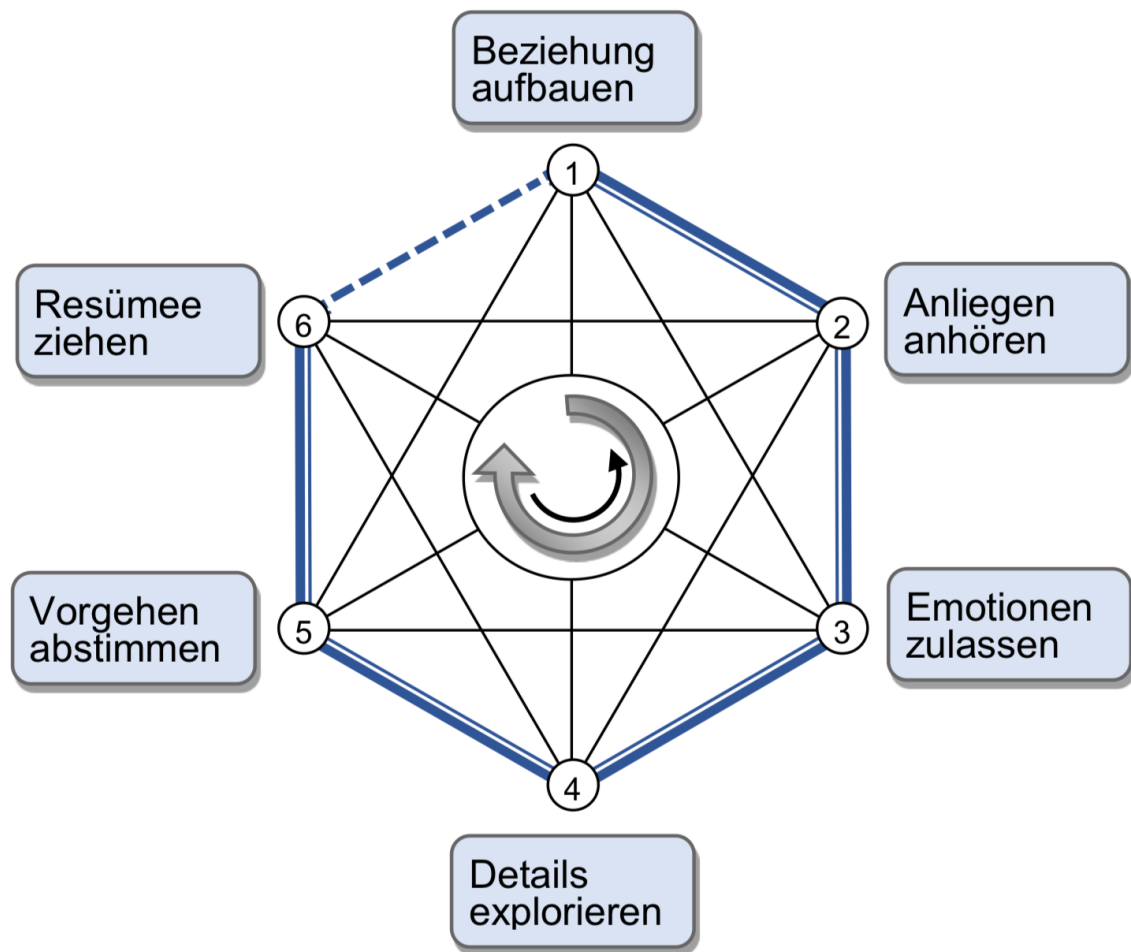 Beziehung
aufbauen
1
Resümee
ziehen
6
2
Anliegen
anhören
Vorgehen
abstimmen
5
3
Emotionen
zulassen
4
Details
explorieren